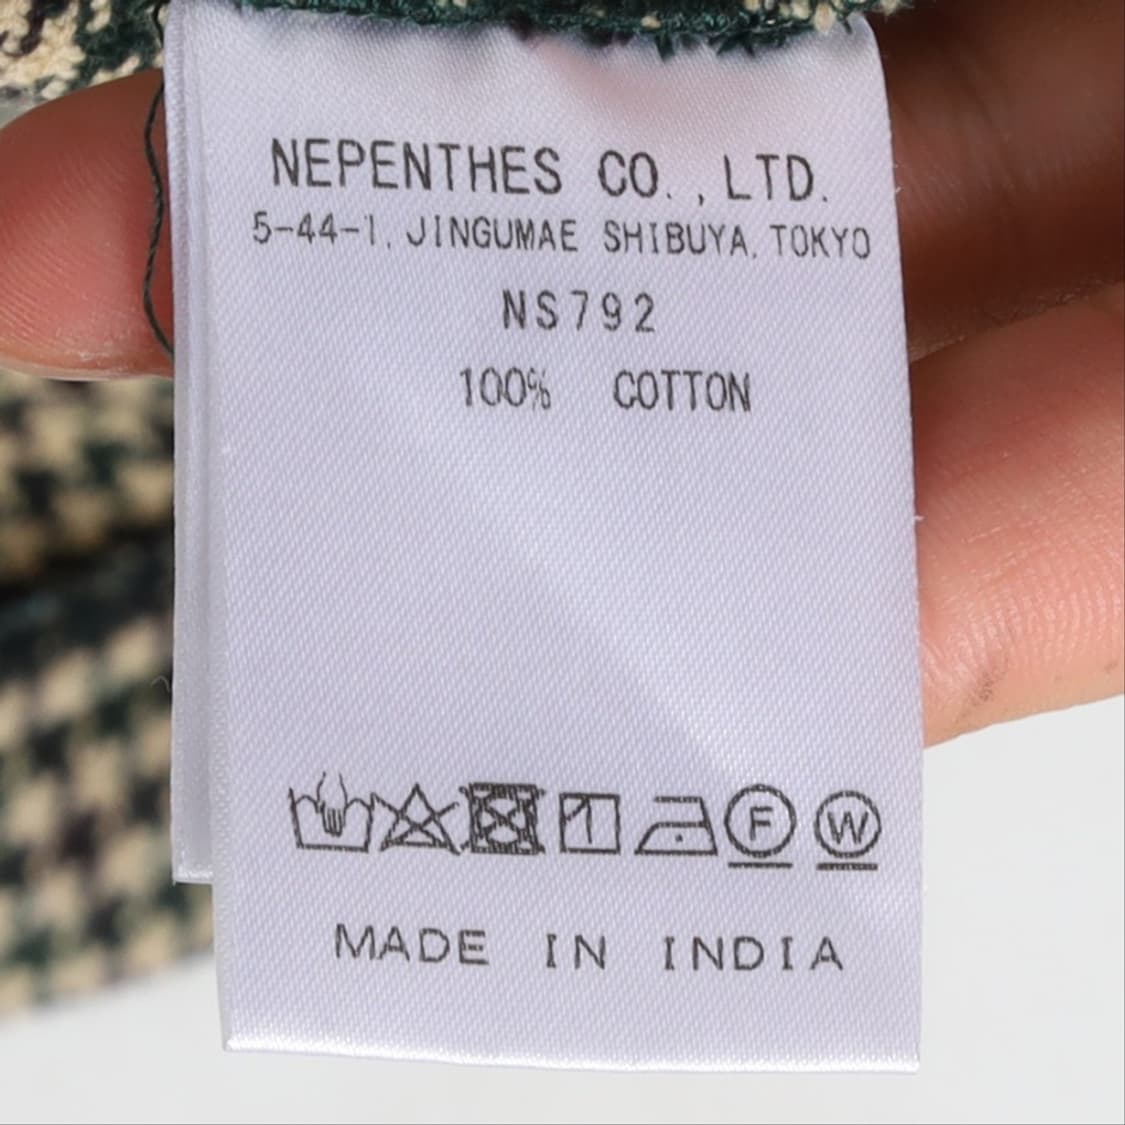 NEPENTHES CO.,LTD.
5-44-1, JINGUMAE SHIBUYA, TOKYO
NS792
100% COTTON
F W
MADE IN INDIA